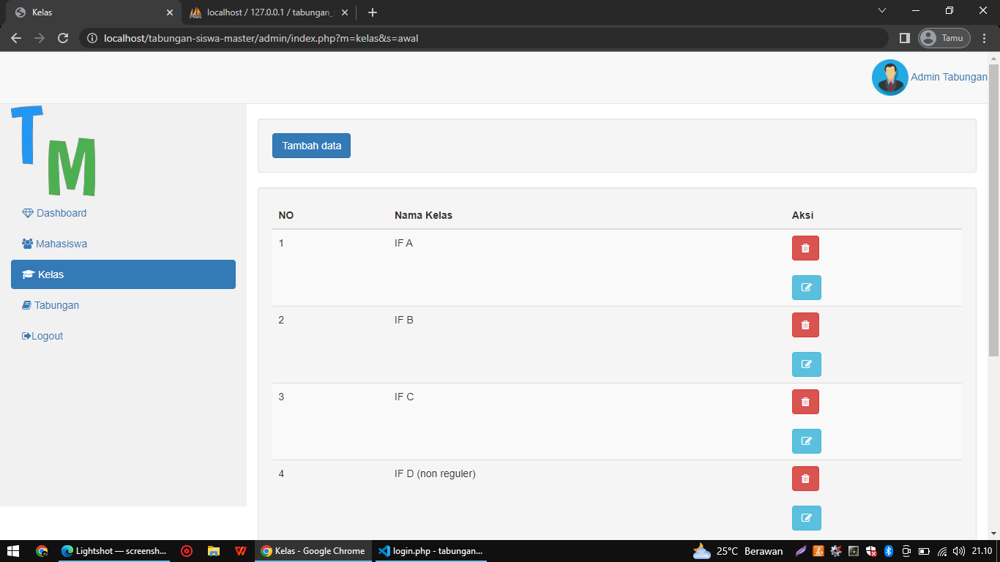 Kelas
localhost / 127.0.0.1 / tabungan_
localhost/tabungan-siswa-master/admin/index.php?m=kelas&s=awal
Tamu
Admin Tabungan
TM
Tambah data
Dashboard
Mahasiswa
Kelas
Tabungan
Logout
NO Nama Kelas Aksi
1 IF A
2 IF B
3 IF C
4 IF D (non reguler)
Lightshot — screensh...
Kelas - Google Chrome
login.php - tabungan...
25°C Berawan
21.10